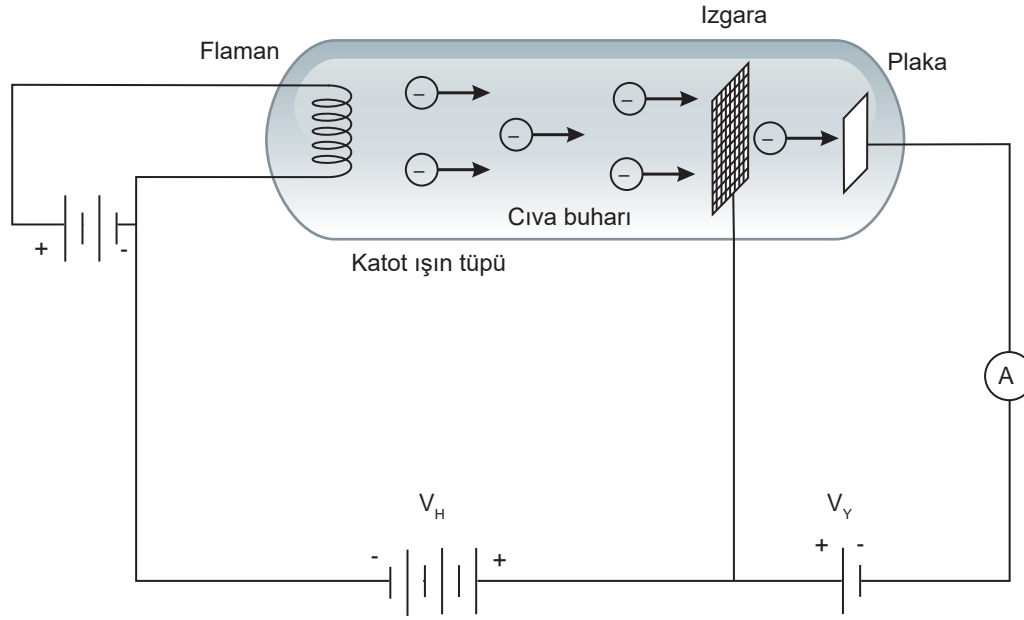 Izgara
Flaman
Plaka
− − − − − −
Cıva buharı
+ -
Katot ışın tüpü
A
V_H
V_Y
- +
+ -